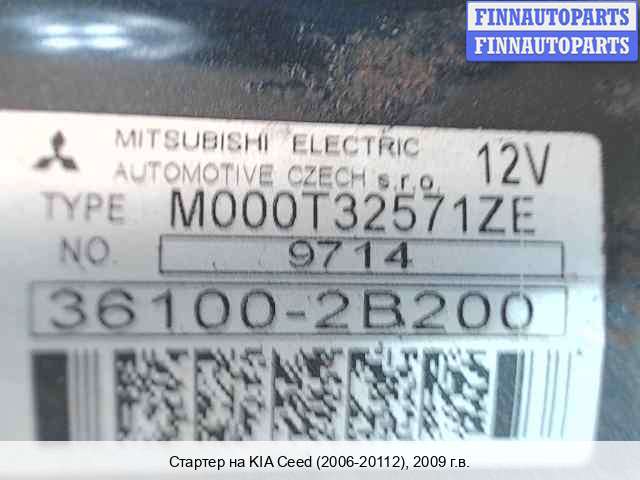 FINNAUTOPARTS
FINNAUTOPARTS
MITSUBISHI ELECTRIC
AUTOMOTIVE CZECH s.r.o. 12V
TYPE M000T32571ZE
NO. 9714
36100-2B200
Стартер на KIA Ceed (2006-20112), 2009 г.в.